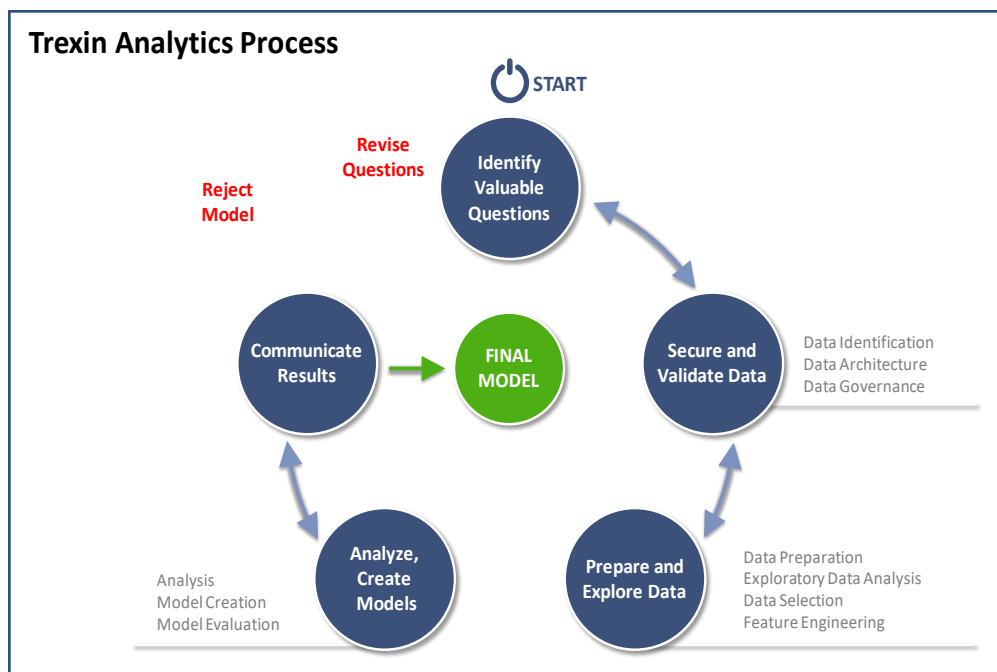 Trexin Analytics Process
START
Revise
Questions
Identify
Valuable
Questions
Reject
Model
Communicate
Results
FINAL
MODEL
Secure and
Validate Data
Data Identification
Data Architecture
Data Governance
Analyze,
Create
Models
Analysis
Model Creation
Model Evaluation
Prepare and
Explore Data
Data Preparation
Exploratory Data Analysis
Data Selection
Feature Engineering